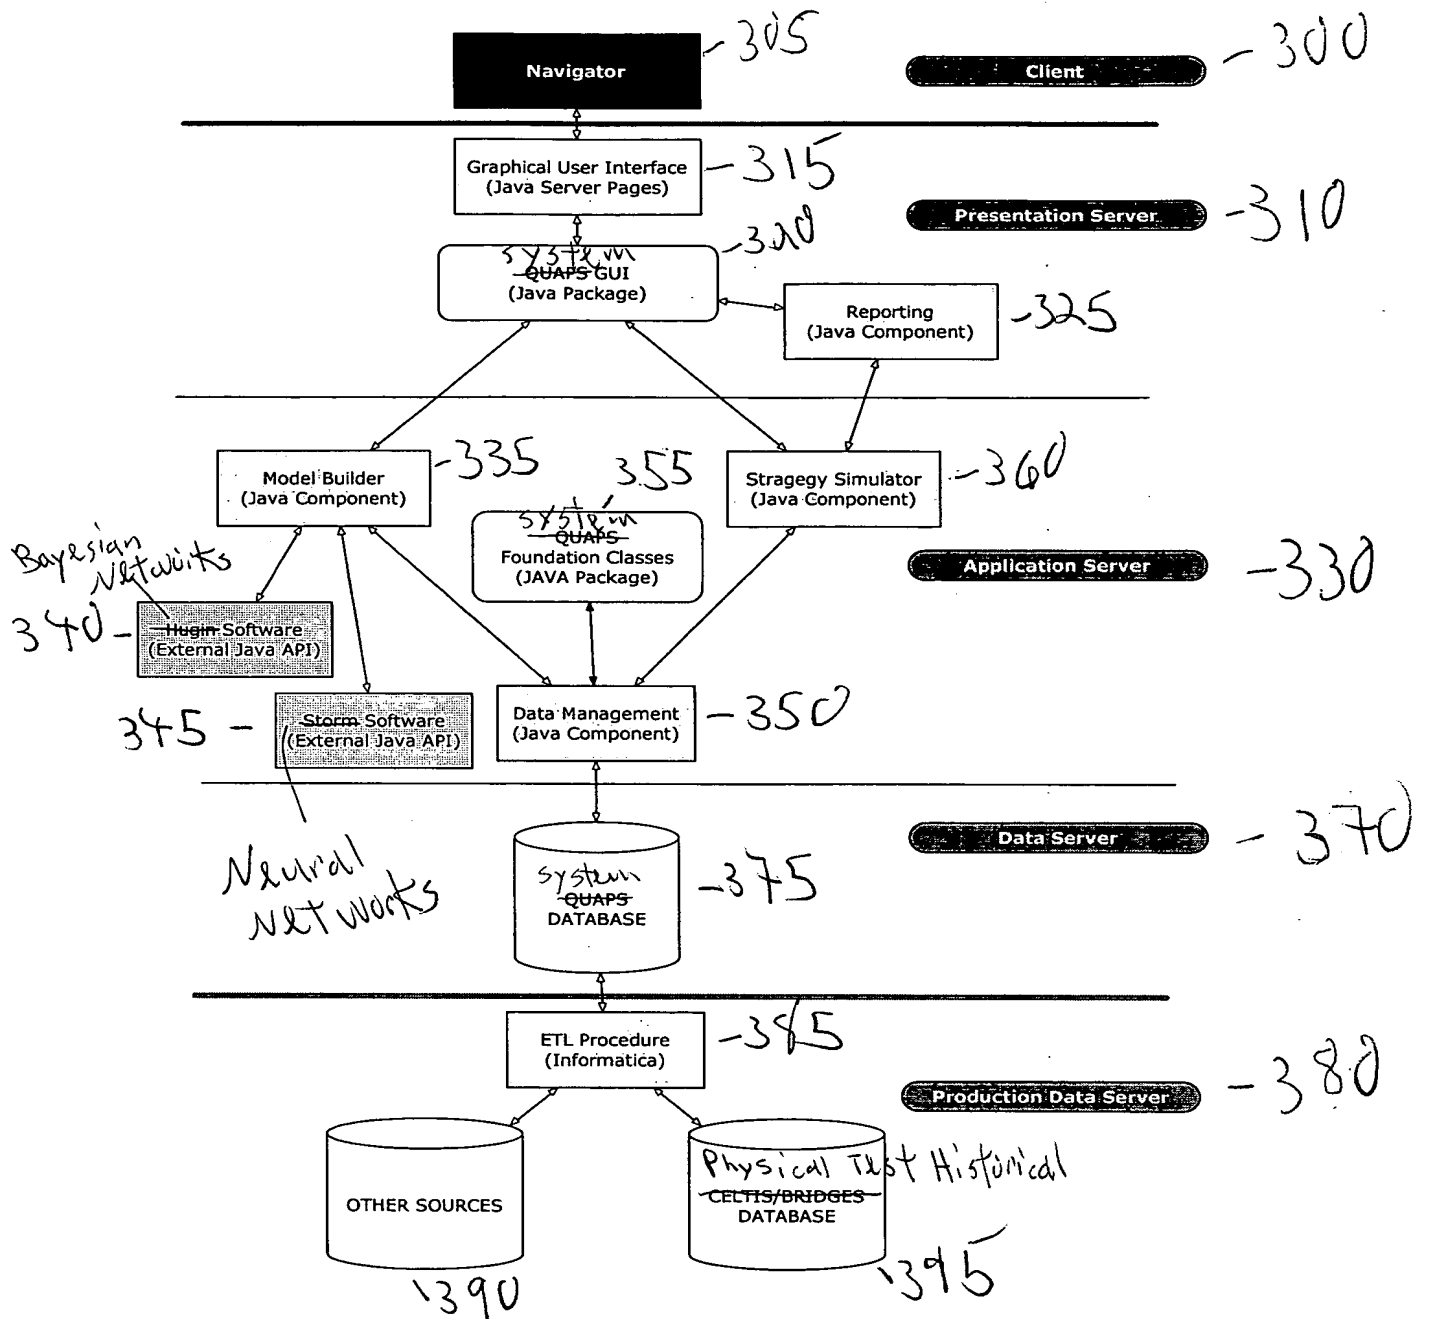 Navigator
-305
Client
-300
Graphical User Interface
(Java Server Pages)
-315
Presentation Server
-310
system
QUAPS GUI
(Java Package)
-320
Reporting
(Java Component)
-325
Model Builder
(Java Component)
-335
355
Stragegy Simulator
(Java Component)
-360
system
QUAPS
Foundation Classes
(JAVA Package)
Application Server
-330
Bayesian
Networks
340-
Hugin Software
(External Java API)
345-
Storm Software
(External Java API)
Data Management
(Java Component)
-350
Data Server
-370
Neural
Networks
system
QUAPS
DATABASE
-375
ETL Procedure
(Informatica)
-385
Production Data Server
-380
OTHER SOURCES
Physical Test Historical
CELTIS/BRIDGES
DATABASE
390
395